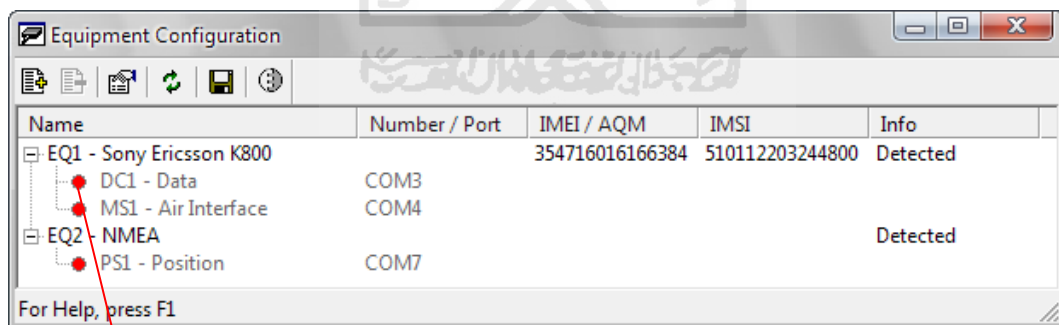 Equipment Configuration
Name Number / Port IMEI / AQM IMSI Info
EQ1 - Sony Ericsson K800 354716016166384 510112203244800 Detected
DC1 - Data COM3
MS1 - Air Interface COM4
EQ2 - NMEA Detected
PS1 - Position COM7
For Help, press F1